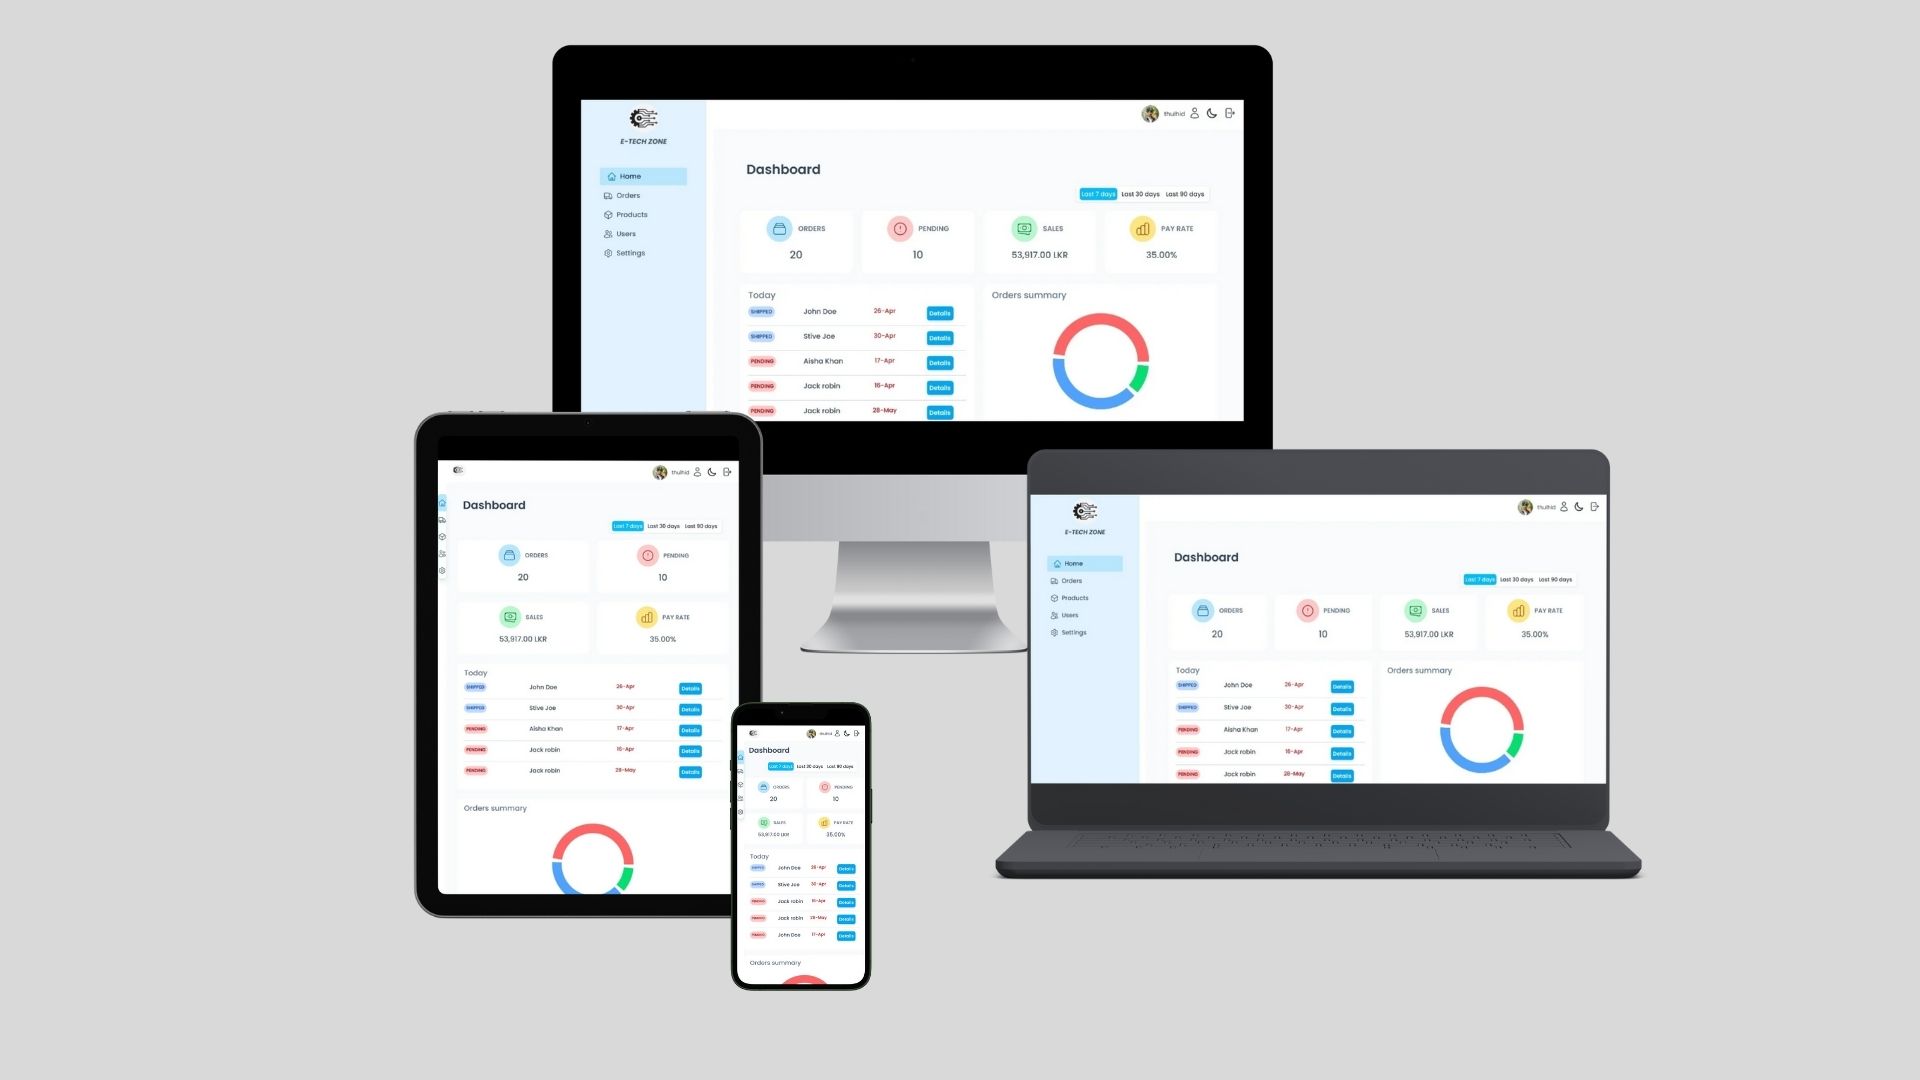 thulhid
E-TECH ZONE
Dashboard
Home
Orders
Products
Users
Settings
Last 7 days Last 30 days Last 90 days
ORDERS
20
PENDING
10
SALES
53,917.00 LKR
PAY RATE
35.00%
Today
SHIPPED John Doe 26-Apr Details
SHIPPED Stive Joe 30-Apr Details
PENDING Aisha Khan 17-Apr Details
PENDING Jack robin 16-Apr Details
PENDING Jack robin 28-May Details
Orders summary
thulhid
Dashboard
Last 7 days Last 30 days Last 90 days
ORDERS
20
PENDING
10
SALES
53,917.00 LKR
PAY RATE
35.00%
Today
SHIPPED John Doe 26-Apr Details
SHIPPED Stive Joe 30-Apr Details
PENDING Aisha Khan 17-Apr Details
PENDING Jack robin 16-Apr Details
PENDING Jack robin 28-May Details
Orders summary
thulhid
Dashboard
Last 7 days Last 30 days Last 90 days
ORDERS
20
PENDING
10
SALES
53,917.00 LKR
PAY RATE
35.00%
Today
SHIPPED John Doe 26-Apr Details
SHIPPED Stive Joe 30-Apr Details
PENDING Jack robin 16-Apr Details
PENDING Jack robin 28-May Details
PENDING John Doe 17-Apr Details
Orders summary
thulhid
E-TECH ZONE
Dashboard
Home
Orders
Products
Users
Settings
Last 7 days Last 30 days Last 90 days
ORDERS
20
PENDING
10
SALES
53,917.00 LKR
PAY RATE
35.00%
Today
SHIPPED John Doe 26-Apr Details
SHIPPED Stive Joe 30-Apr Details
PENDING Aisha Khan 17-Apr Details
PENDING Jack robin 16-Apr Details
PENDING Jack robin 28-May Details
Orders summary